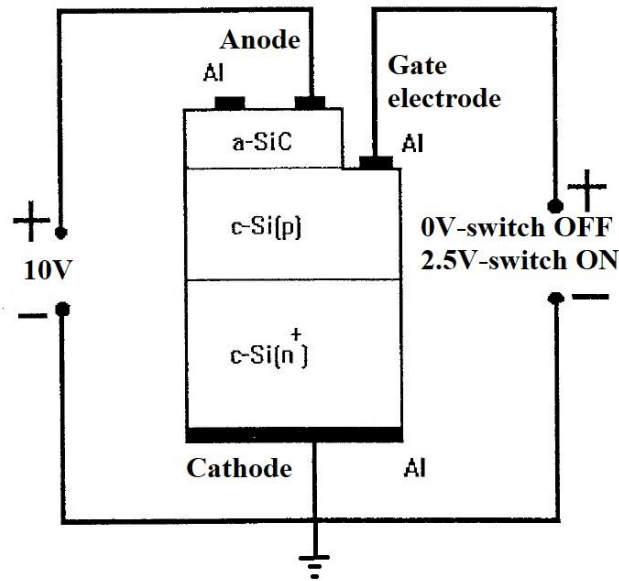 Anode
Al
Gate
electrode
Al
a-SiC
c-Si(p)
+
10V
−
+
0V-switch OFF
2.5V-switch ON
−
c-Si(n⁺)
Cathode
Al